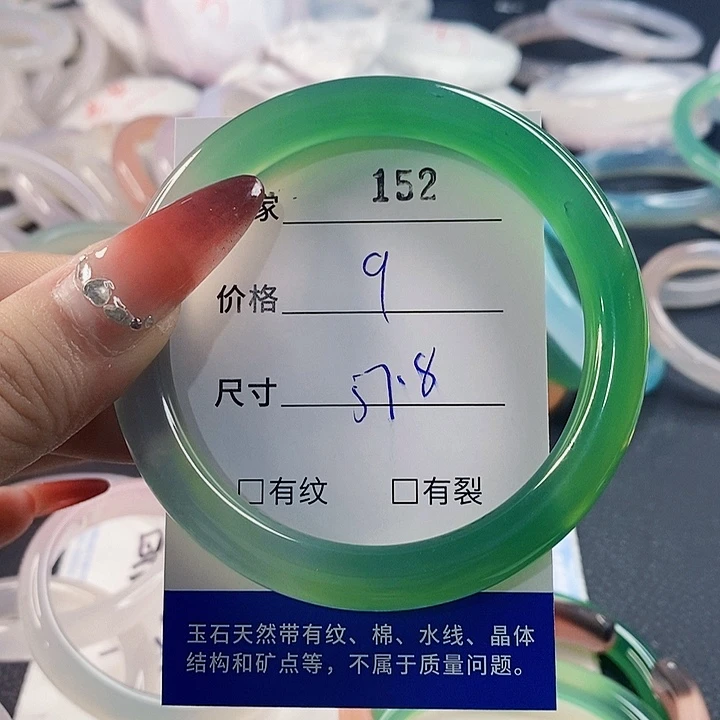 家 152
价格 9
尺寸 57.8
□有纹 □有裂
玉石天然带有纹、棉、水线、晶体
结构和矿点等，不属于质量问题。